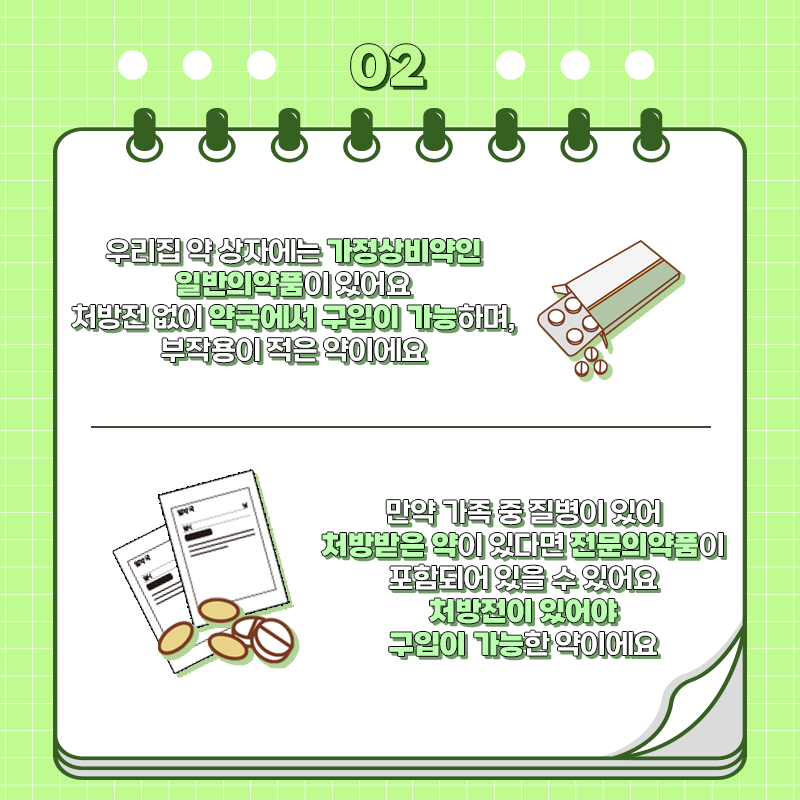 02
우리집 약 상자에는 가정상비약인
일반의약품이 있어요
처방전 없이 약국에서 구입이 가능하며,
부작용이 적은 약이에요
만약 가족 중 질병이 있어
처방받은 약이 있다면 전문의약품이
포함되어 있을 수 있어요
처방전이 있어야
구입이 가능한 약이에요